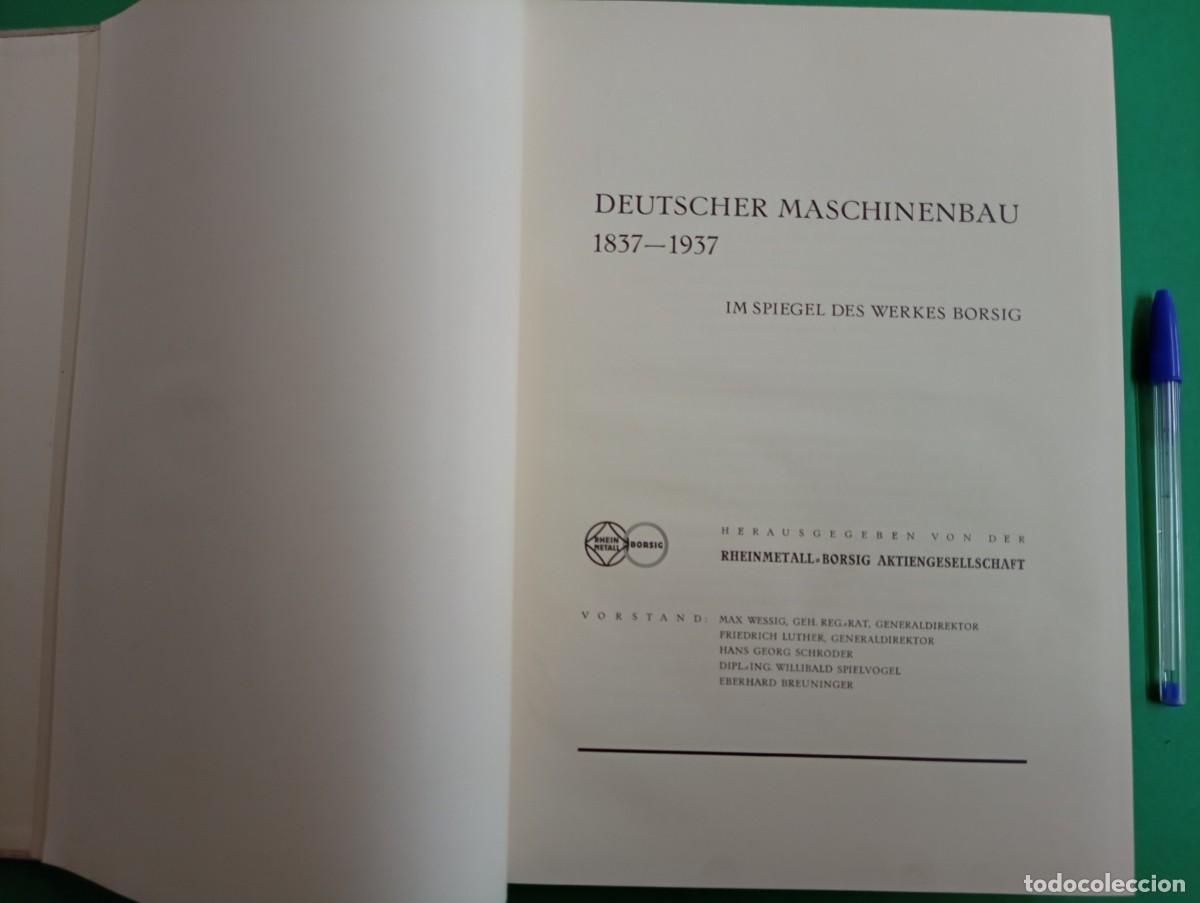 DEUTSCHER MASCHINENBAU
1837—1937
IM SPIEGEL DES WERKES BORSIG
RHEIN
METALL
BORSIG
HERAUSGEGEBEN VON DER
RHEINMETALL=BORSIG AKTIENGESELLSCHAFT
VORSTAND: MAX WESSIG, GEH. REG.=RAT, GENERALDIREKTOR
FRIEDRICH LUTHER, GENERALDIREKTOR
HANS GEORG SCHRODER
DIPL.=ING. WILLIBALD SPIELVOGEL
EBERHARD BREUNINGER
todocoleccion